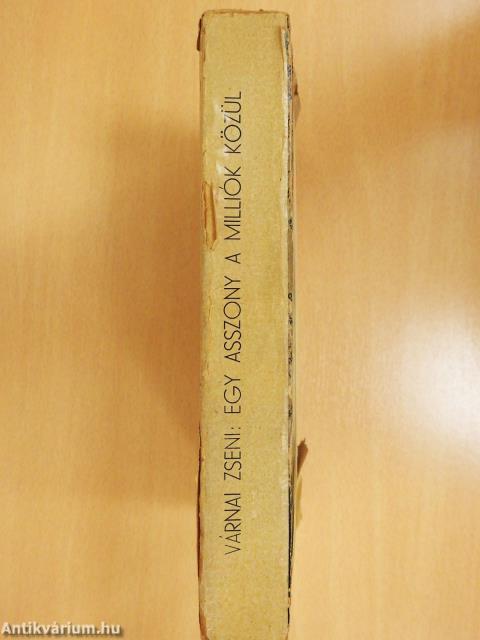 VÁRNAI ZSENI: EGY ASSZONY A MILLIÓK KÖZÜL
Antikvárium.hu